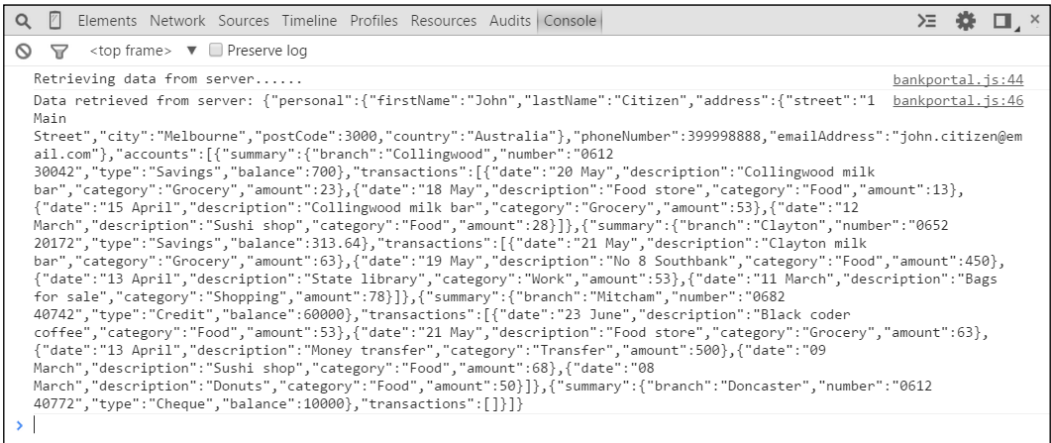 Elements Network Sources Timeline Profiles Resources Audits Console
<top frame> ▼ Preserve log
Retrieving data from server...... bankportal.js:44
Data retrieved from server: {"personal":{"firstName":"John","lastName":"Citizen","address":{"street":"1 bankportal.js:46
Main
Street","city":"Melbourne","postCode":3000,"country":"Australia"},"phoneNumber":399998888,"emailAddress":"john.citizen@em
ail.com"},"accounts":[{"summary":{"branch":"Collingwood","number":"0612
30042","type":"Savings","balance":700},"transactions":[{"date":"20 May","description":"Collingwood milk
bar","category":"Grocery","amount":23},{"date":"18 May","description":"Food store","category":"Food","amount":13},
{"date":"15 April","description":"Collingwood milk bar","category":"Grocery","amount":53},{"date":"12
March","description":"Sushi shop","category":"Food","amount":28}]},{"summary":{"branch":"Clayton","number":"0652
20172","type":"Savings","balance":313.64},"transactions":[{"date":"21 May","description":"Clayton milk
bar","category":"Grocery","amount":63},{"date":"19 May","description":"No 8 Southbank","category":"Food","amount":450},
{"date":"13 April","description":"State library","category":"Work","amount":53},{"date":"11 March","description":"Bags
for sale","category":"Shopping","amount":78}]},{"summary":{"branch":"Mitcham","number":"0682
40742","type":"Credit","balance":60000},"transactions":[{"date":"23 June","description":"Black coder
coffee","category":"Food","amount":53},{"date":"21 May","description":"Food store","category":"Grocery","amount":63},
{"date":"13 April","description":"Money transfer","category":"Transfer","amount":500},{"date":"09
March","description":"Sushi shop","category":"Food","amount":68},{"date":"08
March","description":"Donuts","category":"Food","amount":50}]},{"summary":{"branch":"Doncaster","number":"0612
40772","type":"Cheque","balance":10000},"transactions":[]}]}